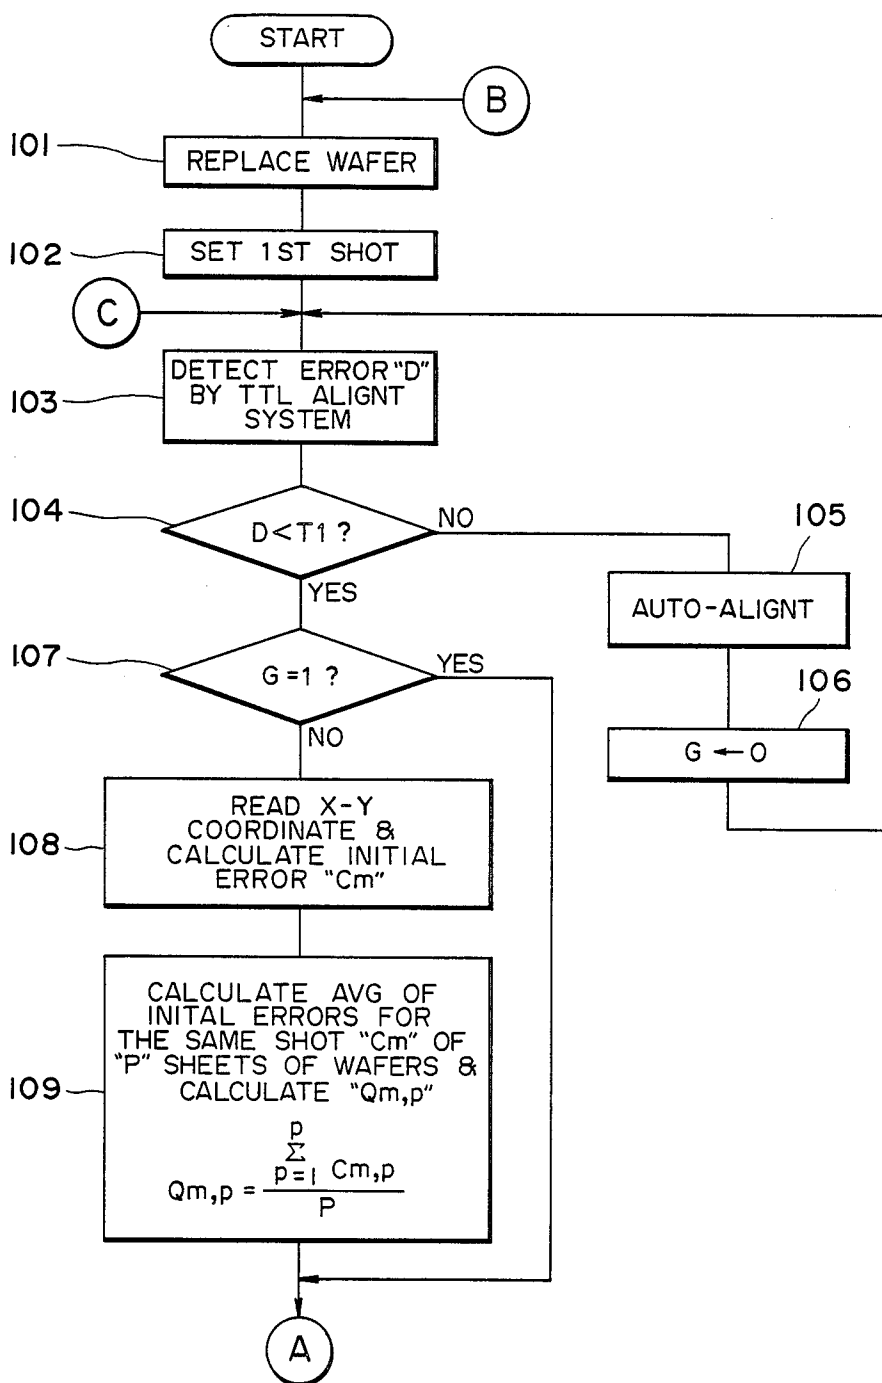 START
B
101
REPLACE WAFER
102
SET 1ST SHOT
C
103
DETECT ERROR "D"
BY TTL ALIGNT
SYSTEM
104
D<T1?
NO
YES
105
AUTO-ALIGNT
106
G ← O
107
G=1?
YES
NO
108
READ X-Y
COORDINATE &
CALCULATE INITIAL
ERROR "Cm"
109
CALCULATE AVG OF
INITAL ERRORS FOR
THE SAME SHOT "Cm" OF
"P" SHEETS OF WAFERS &
CALCULATE "Qm,p"
p
Σ
p=1 Cm,p
Qm,p =
P
A